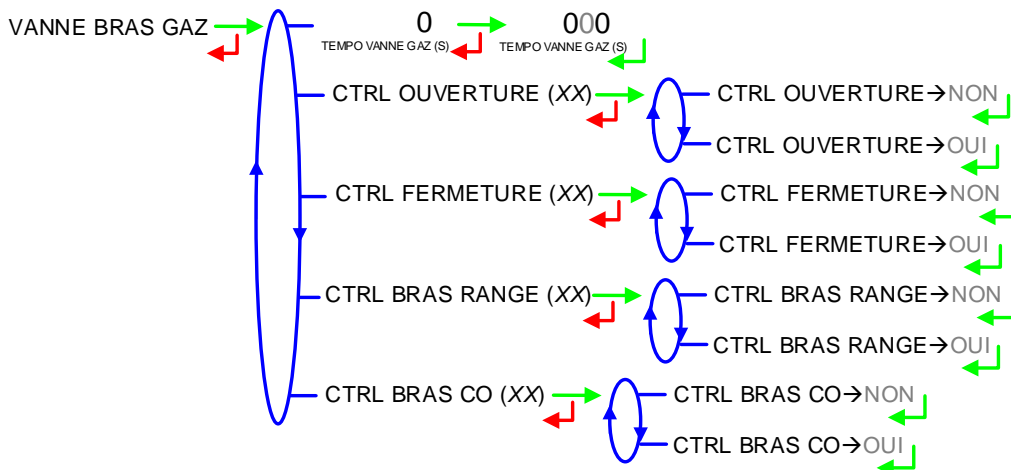 VANNE BRAS GAZ
0
000
TEMPO VANNE GAZ (S)
TEMPO VANNE GAZ (S)
CTRL OUVERTURE (XX)
CTRL OUVERTURE→NON
CTRL OUVERTURE→OUI
CTRL FERMETURE (XX)
CTRL FERMETURE→NON
CTRL FERMETURE→OUI
CTRL BRAS RANGE (XX)
CTRL BRAS RANGE→NON
CTRL BRAS RANGE→OUI
CTRL BRAS CO (XX)
CTRL BRAS CO→NON
CTRL BRAS CO→OUI